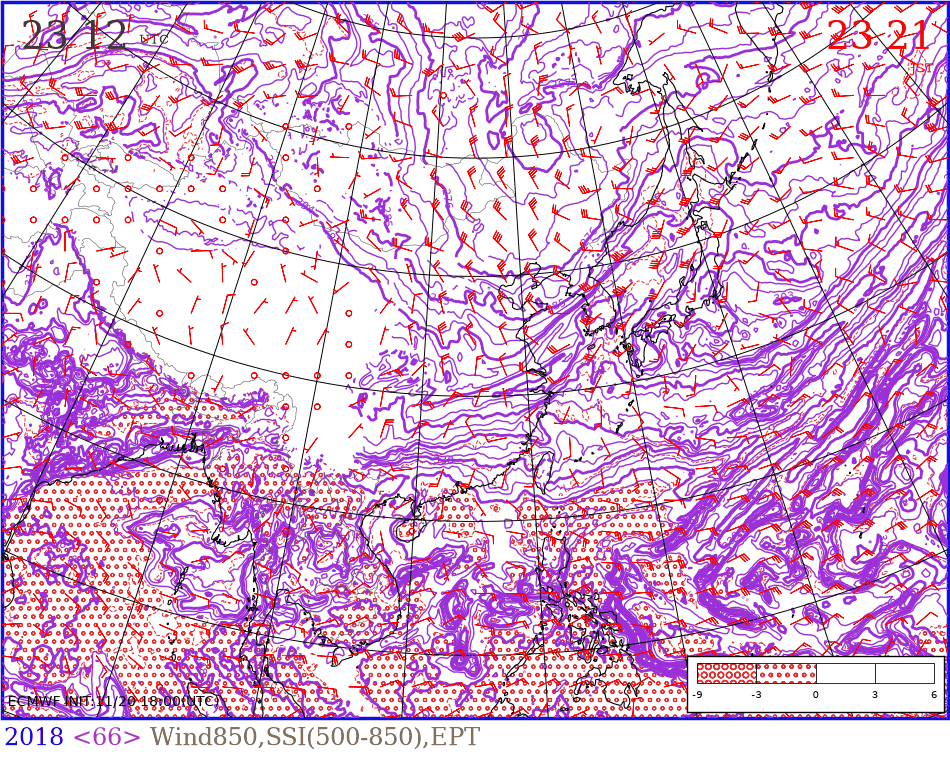 23/12 UTC 23 21
JST
ECMWF INIT:11/20 18:00(UTC)
-9 -3 0 3 6
2018 <66> Wind850,SSI(500-850),EPT